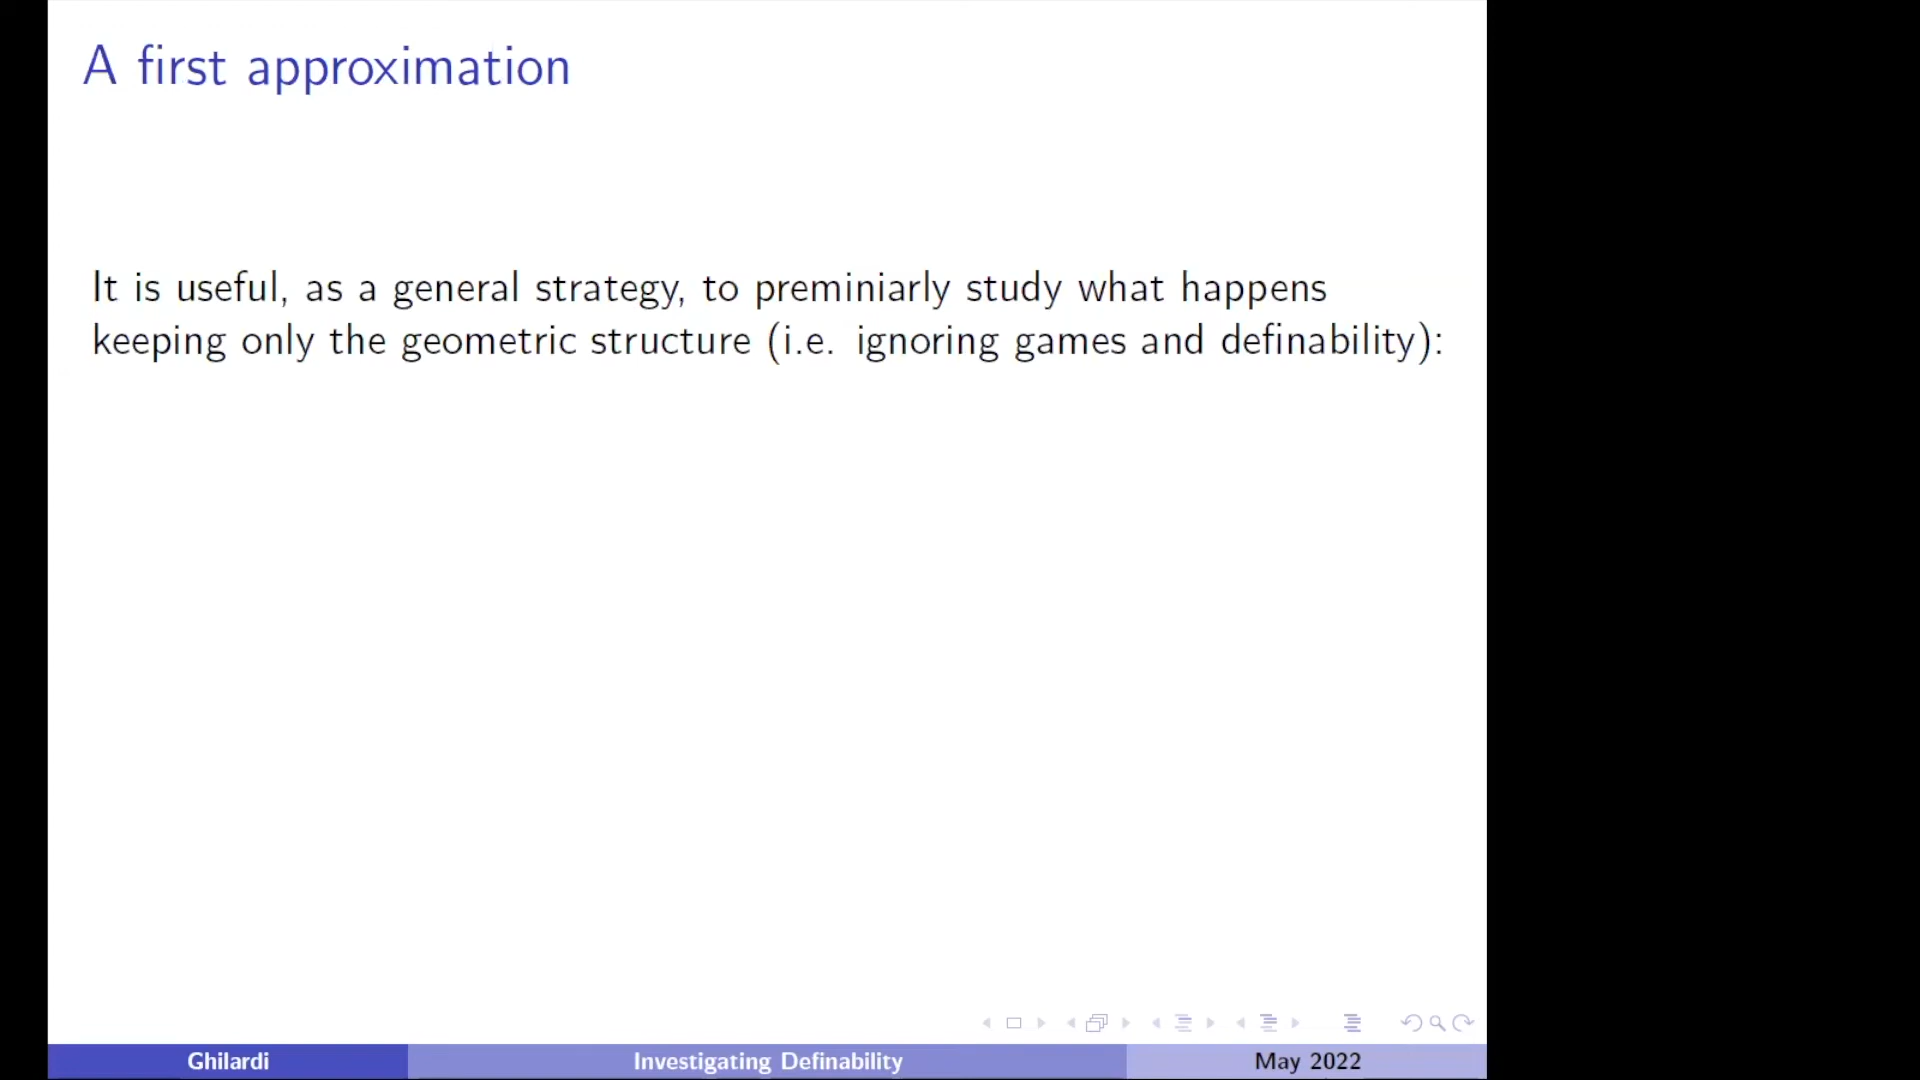 A first approximation
It is useful, as a general strategy, to preminiarly study what happens
keeping only the geometric structure (i.e. ignoring games and definability):
Ghilardi
Investigating Definability
May 2022